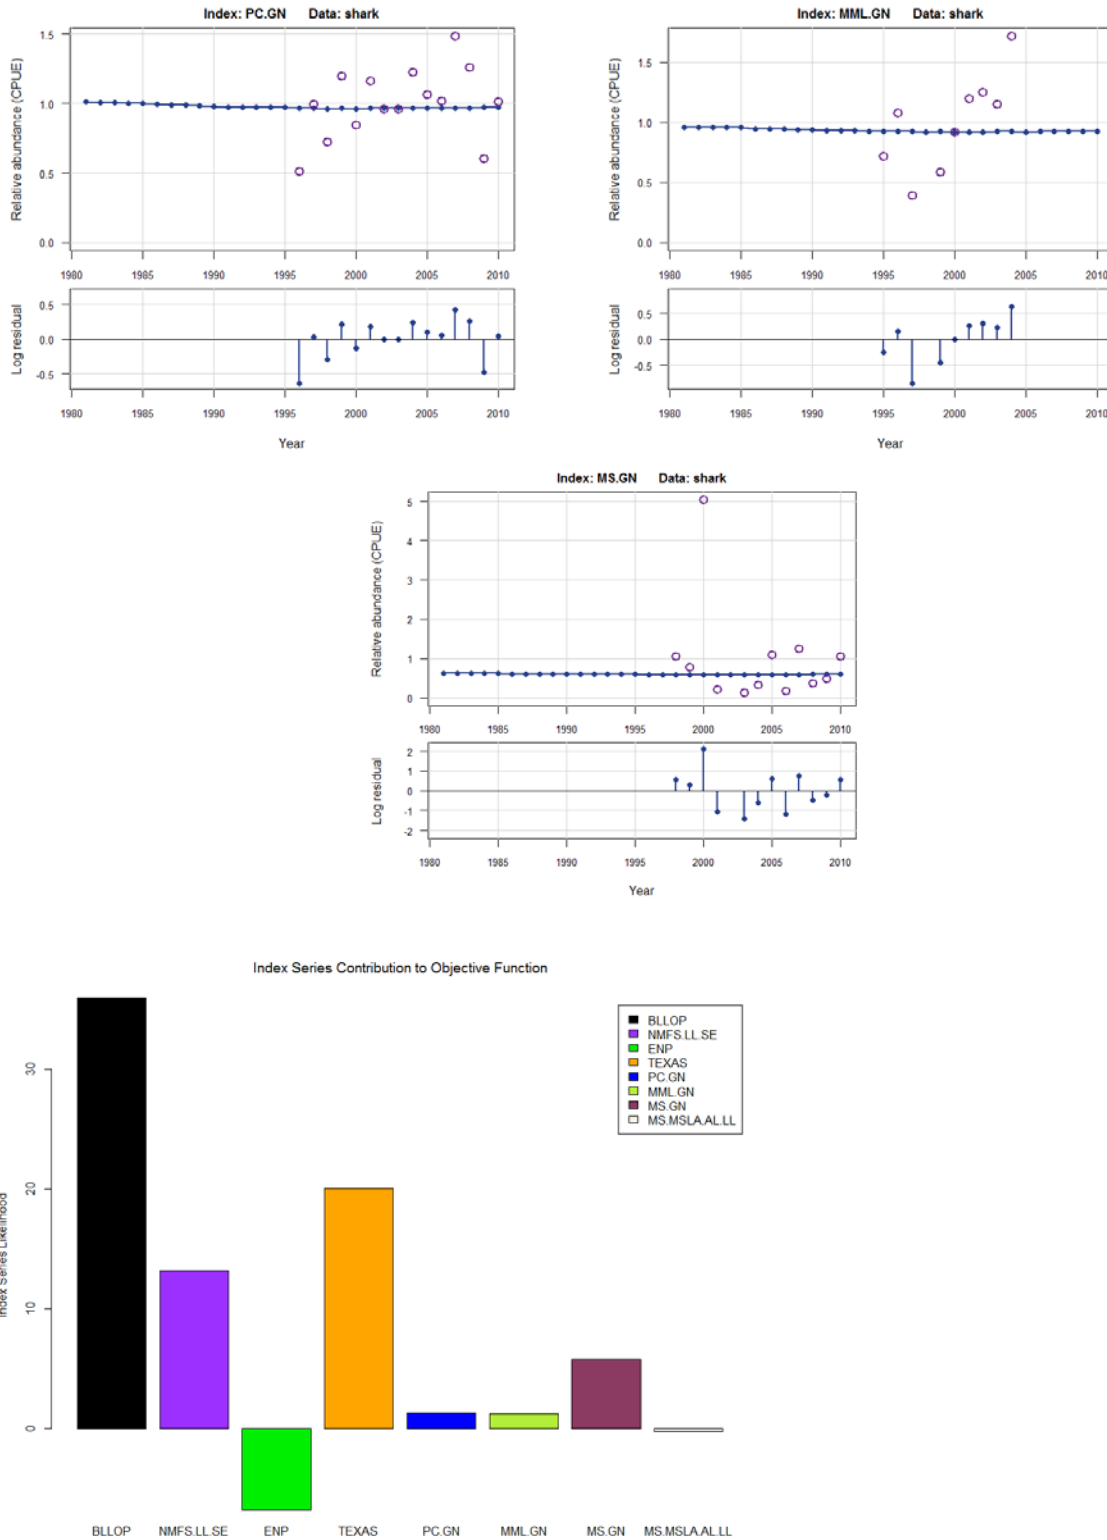 Index: PC.GN Data: shark
Relative abundance (CPUE)
1.5
1.0
0.5
0.0
1980 1985 1990 1995 2000 2005 2010
Log residual
0.5
0.0
-0.5
1980 1985 1990 1995 2000 2005 2010
Year
Index: MML.GN Data: shark
Relative abundance (CPUE)
1.5
1.0
0.5
0.0
1980 1985 1990 1995 2000 2005 2010
Log residual
0.5
0.0
-0.5
1980 1985 1990 1995 2000 2005 2010
Year
Index: MS.GN Data: shark
Relative abundance (CPUE)
5
4
3
2
1
0
1980 1985 1990 1995 2000 2005 2010
Log residual
2
1
0
-1
-2
1980 1985 1990 1995 2000 2005 2010
Year
Index Series Contribution to Objective Function
Index Series Likelihood
30
20
10
0
BLLOP
NMFS.LL.SE
ENP
TEXAS
PC.GN
MML.GN
MS.GN
MS.MSLA.AL.LL
BLLOP NMFS.LL.SE ENP TEXAS PC.GN MML.GN MS.GN MS.MSLA.AL.LL